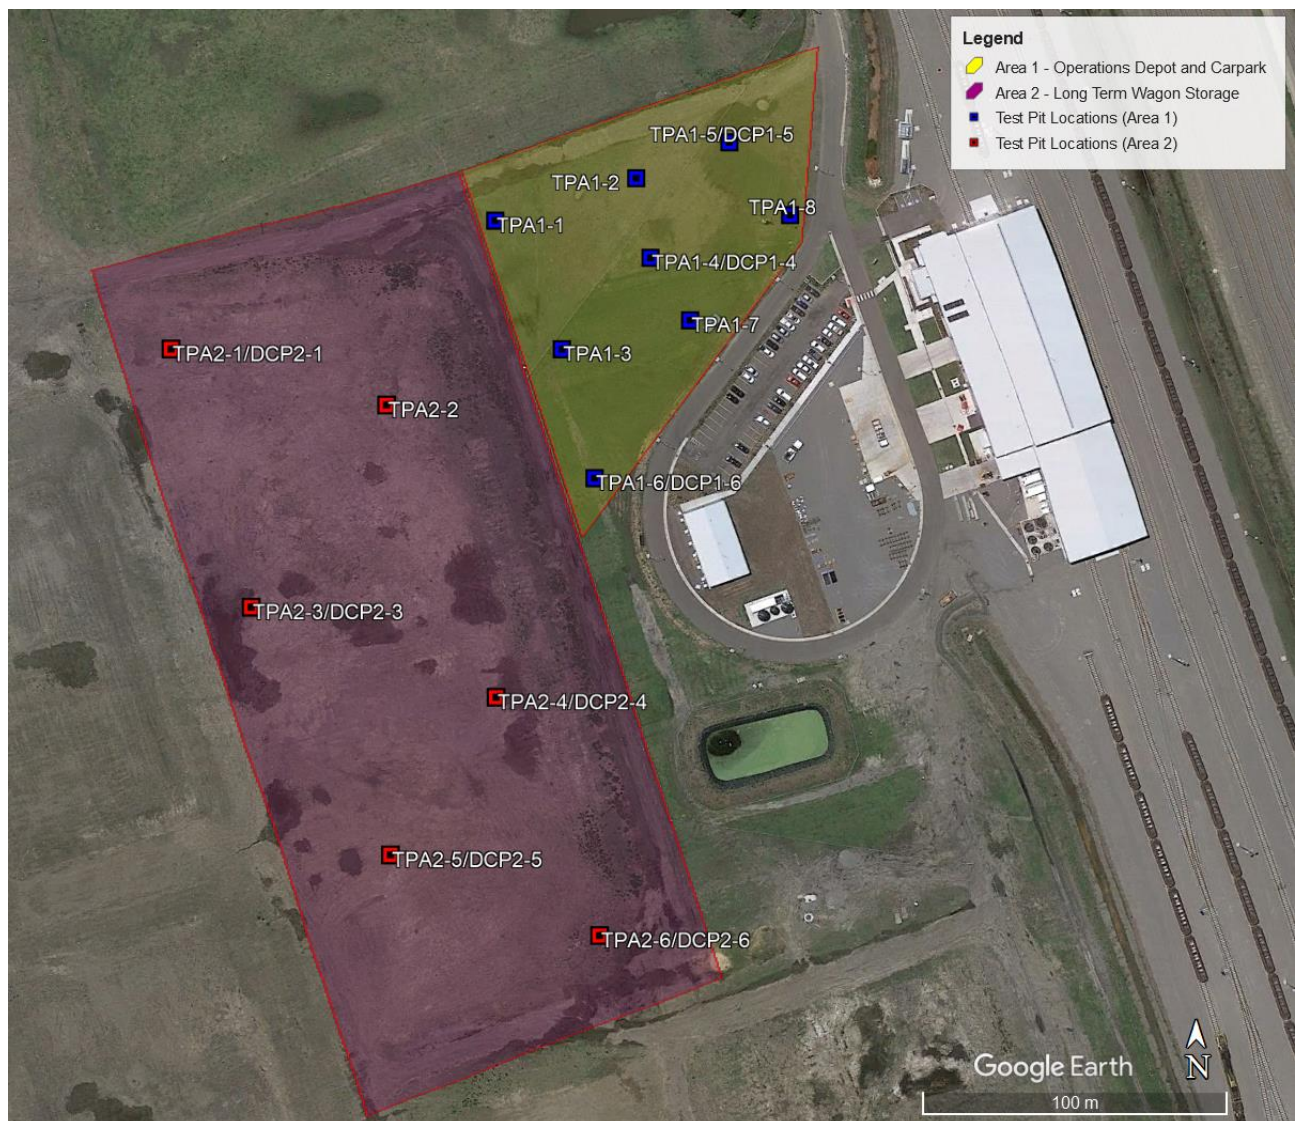 Legend
Area 1 - Operations Depot and Carpark
Area 2 - Long Term Wagon Storage
Test Pit Locations (Area 1)
Test Pit Locations (Area 2)
TPA1-5/DCP1-5
TPA1-2
TPA1-8
TPA1-1
TPA1-4/DCP1-4
TPA1-7
TPA1-3
TPA2-1/DCP2-1
TPA2-2
TPA1-6/DCP1-6
TPA2-3/DCP2-3
TPA2-4/DCP2-4
TPA2-5/DCP2-5
TPA2-6/DCP2-6
Google Earth
N
100 m